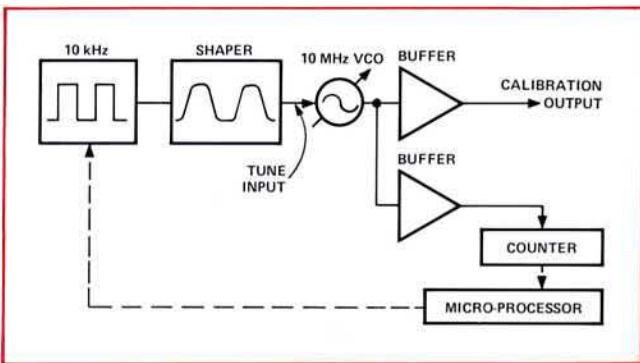 10 kHz
SHAPER
10 MHz VCO
BUFFER
CALIBRATION
OUTPUT
TUNE
INPUT
BUFFER
COUNTER
MICRO-PROCESSOR